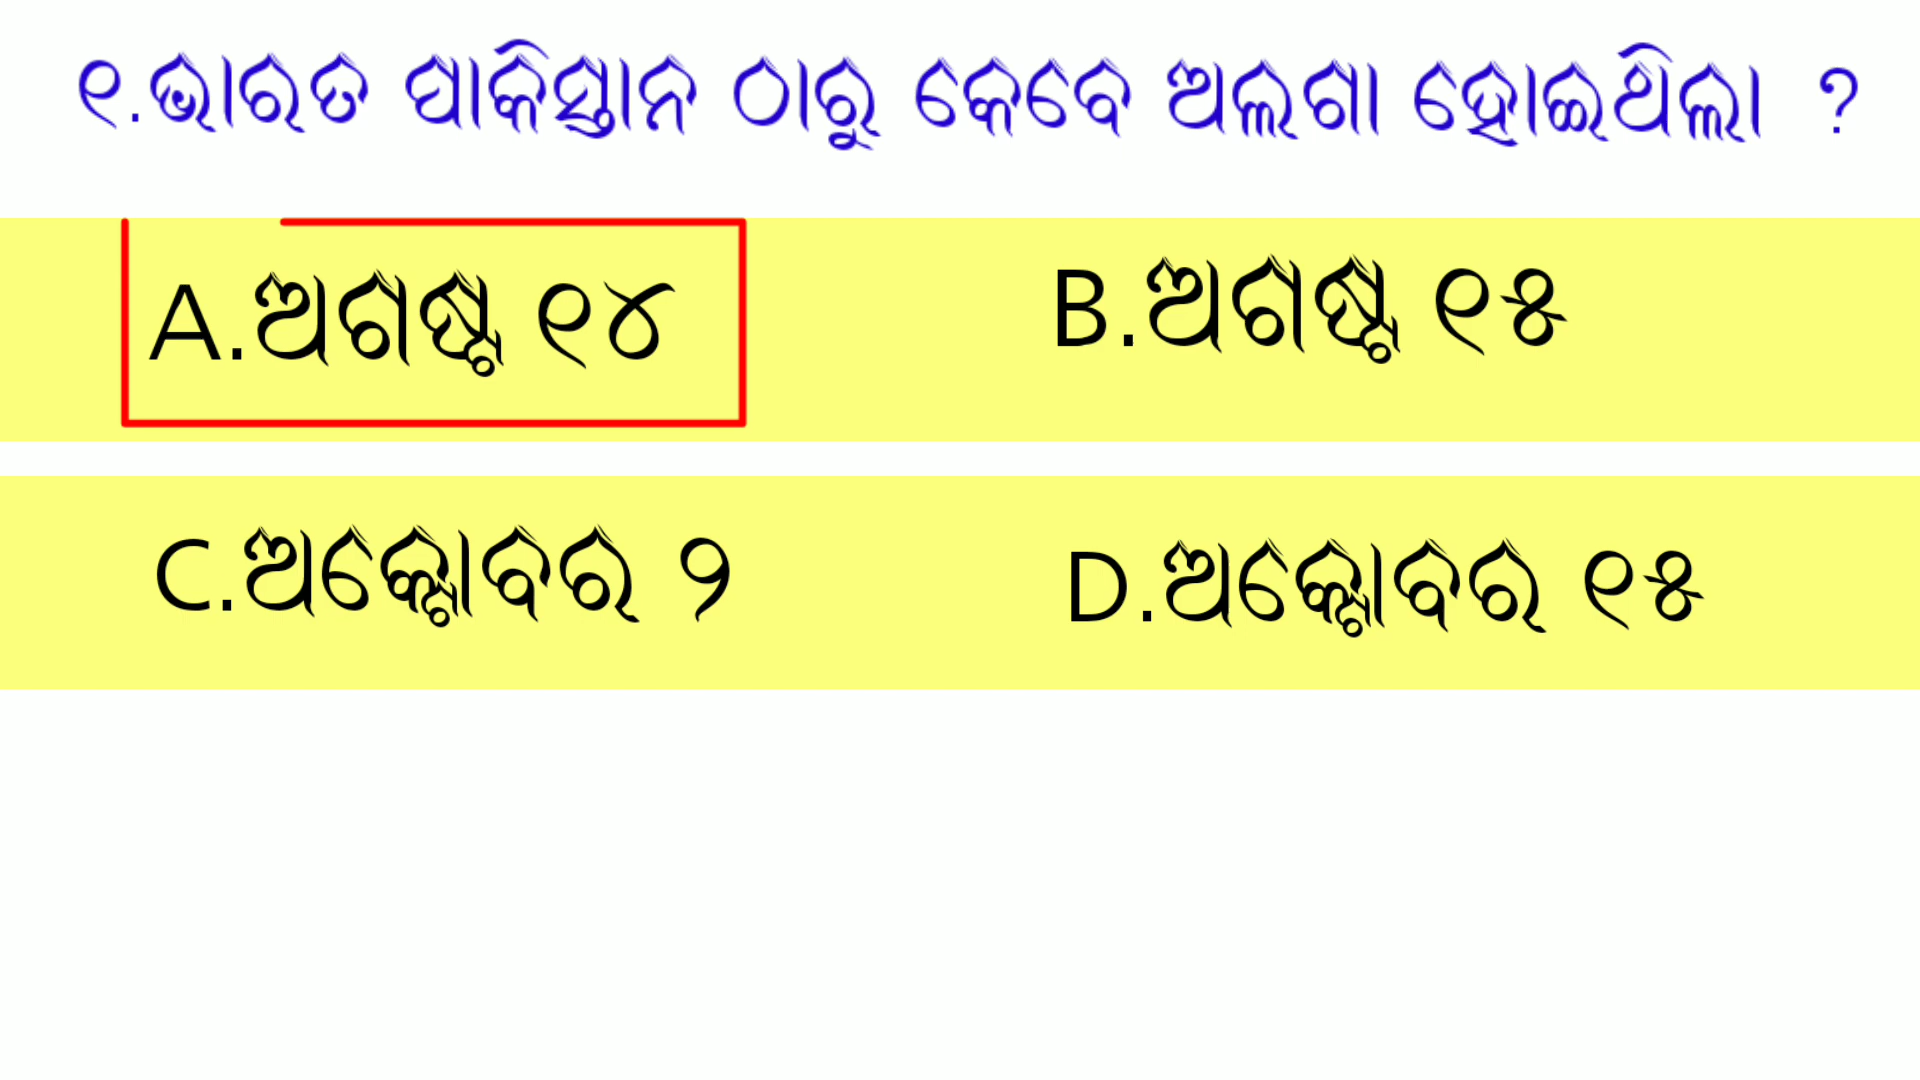 ୧.ଭାରତ ପାକିସ୍ତାନ ଠାରୁ କେବେ ଅଲଗା ହୋଇଥିଲା ?
A.ଅଗଷ୍ଟ ୧୪
B.ଅଗଷ୍ଟ ୧୫
C.ଅକ୍ଟୋବର ୨
D.ଅକ୍ଟୋବର ୧୫